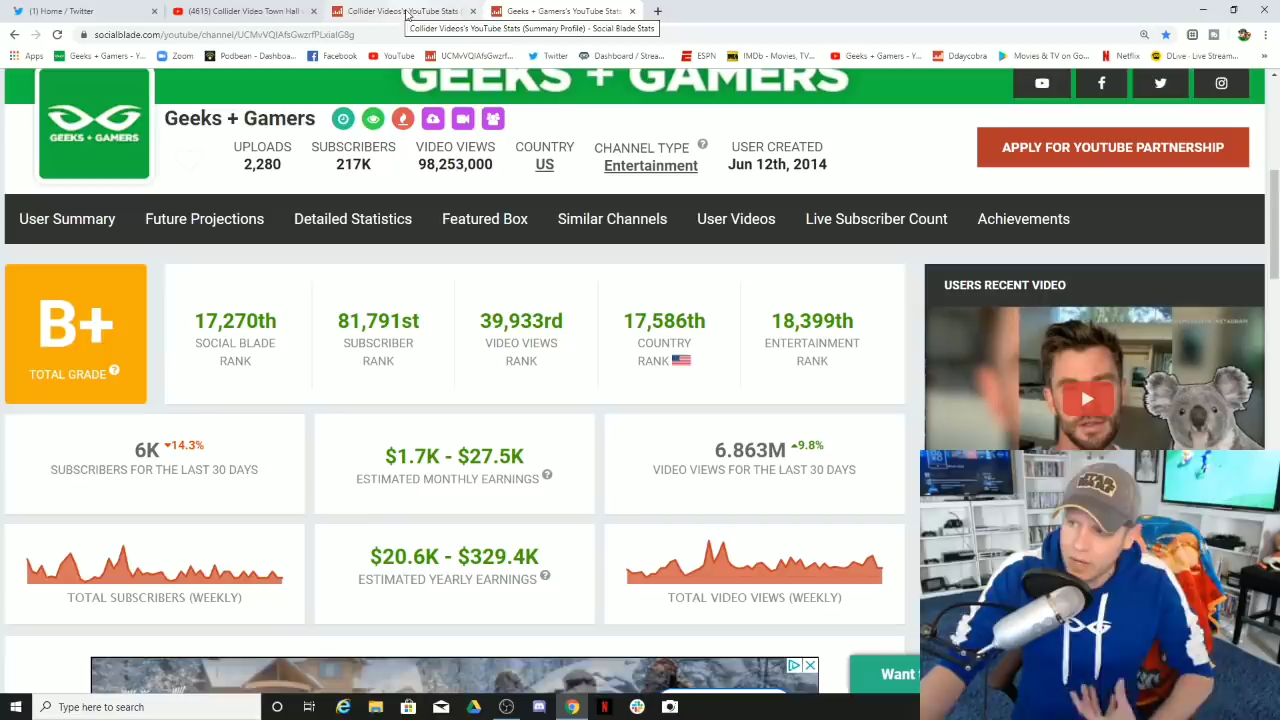 (1) Home / Twitter
(4615) Collider Video Town Hall
Collider Videos's YouTube Stats
Geeks + Gamers's YouTube Stats
socialblade.com/youtube/channel/UCMvVQIAfsGwzrfPLxiaIG8g
Collider Videos's YouTube Stats (Summary Profile) - Social Blade Stats
Apps
Geeks + Gamers - Y...
Zoom
Podbean - Dashboa...
Facebook
YouTube
UCMvVQIAfsGwzrf...
Twitter
Dashboard / Strea...
ESPN
IMDb - Movies, TV...
Geeks + Gamers - Y...
Ddaycobra
Movies & TV on Go...
Netflix
DLive · Live Stream...
GEEKS + GAMERS
GEEKS + GAMERS
Geeks + Gamers
UPLOADS
2,280
SUBSCRIBERS
217K
VIDEO VIEWS
98,253,000
COUNTRY
US
CHANNEL TYPE ?
Entertainment
USER CREATED
Jun 12th, 2014
APPLY FOR YOUTUBE PARTNERSHIP
User Summary
Future Projections
Detailed Statistics
Featured Box
Similar Channels
User Videos
Live Subscriber Count
Achievements
B+
TOTAL GRADE ?
17,270th
SOCIAL BLADE
RANK
81,791st
SUBSCRIBER
RANK
39,933rd
VIDEO VIEWS
RANK
17,586th
COUNTRY
RANK
18,399th
ENTERTAINMENT
RANK
USERS RECENT VIDEO
6K 14.3%
SUBSCRIBERS FOR THE LAST 30 DAYS
$1.7K - $27.5K
ESTIMATED MONTHLY EARNINGS ?
6.863M 9.8%
VIDEO VIEWS FOR THE LAST 30 DAYS
TOTAL SUBSCRIBERS (WEEKLY)
$20.6K - $329.4K
ESTIMATED YEARLY EARNINGS ?
TOTAL VIDEO VIEWS (WEEKLY)
STAR WARS
Want
Type here to search